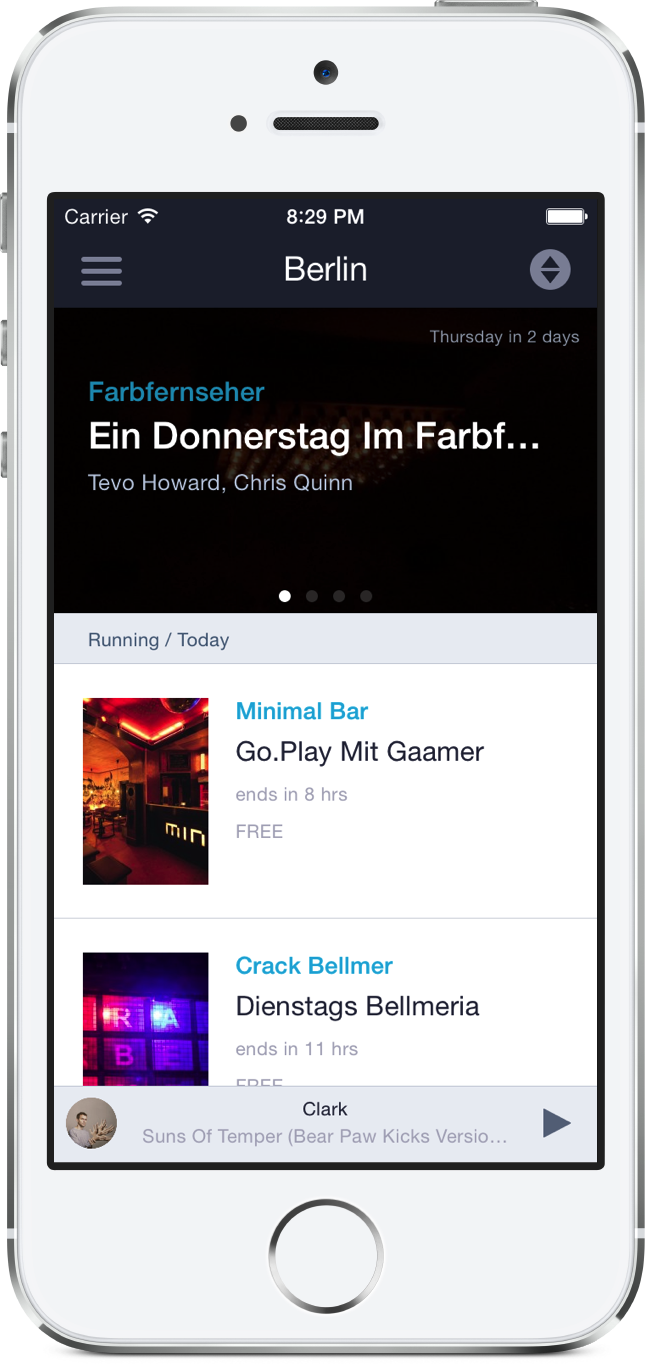 Carrier 8:29 PM
Berlin
Thursday in 2 days
Farbfernseher
Ein Donnerstag Im Farbf...
Tevo Howard, Chris Quinn
Running / Today
Minimal Bar
Go.Play Mit Gaamer
ends in 8 hrs
FREE
min
Crack Bellmer
Dienstags Bellmeria
ends in 11 hrs
FREE
R A
B E
Clark
Suns Of Temper (Bear Paw Kicks Versio...